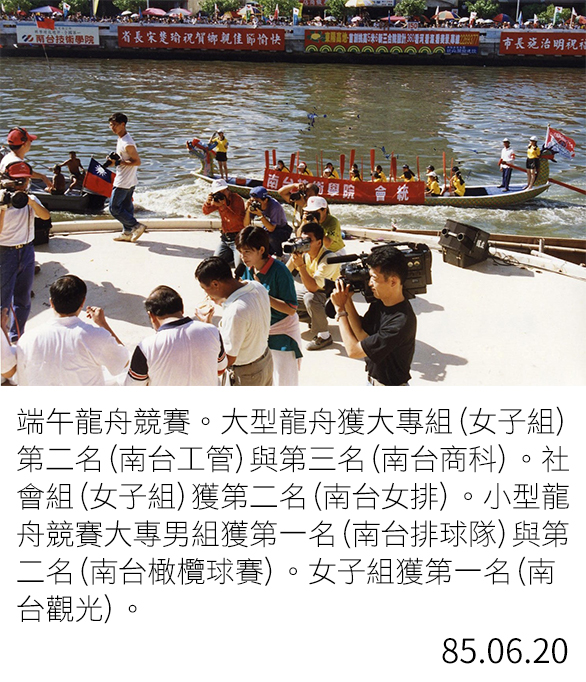 南台技術學院
省長宋楚瑜祝賀鄉親佳節愉快
市長施治明祝
南台技術學院 會統
端午龍舟競賽。大型龍舟獲大專組(女子組)
第二名(南台工管)與第三名(南台商科)。社
會組(女子組)獲第二名(南台女排)。小型龍
舟競賽大專男組獲第一名(南台排球隊)與第
二名(南台橄欖球賽)。女子組獲第一名(南
台觀光)。
85.06.20